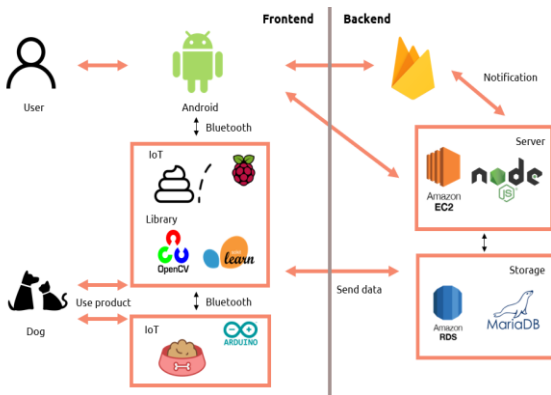 Frontend
Backend
User
Android
Notification
Bluetooth
IoT
Server
Amazon
EC2
node
JS
Library
OpenCV
learn
Storage
Use product
Bluetooth
Send data
Dog
IoT
ARDUINO
Amazon
RDS
MariaDB